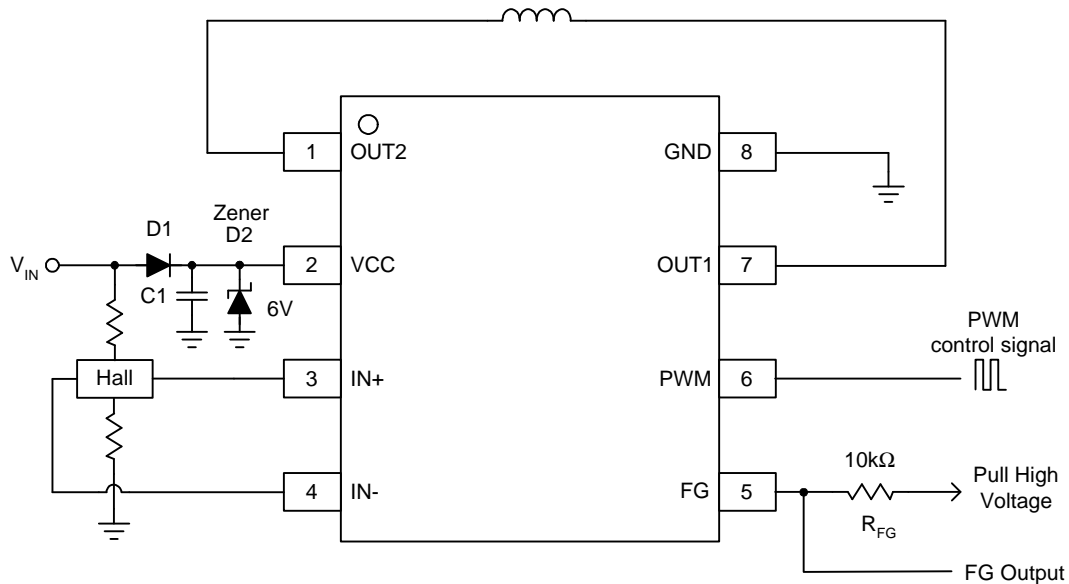 1
OUT2
GND
8
Zener
D2
D1
V_IN
C1
6V
2
VCC
OUT1
7
PWM
control signal
Hall
3
IN+
PWM
6
10kΩ
Pull High
Voltage
4
IN-
FG
5
R_FG
FG Output